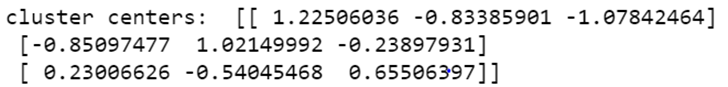 cluster centers:  [[ 1.22506036 -0.83385901 -1.07842464]
 [-0.85097477  1.02149992 -0.23897931]
 [ 0.23006626 -0.54045468  0.65506397]]